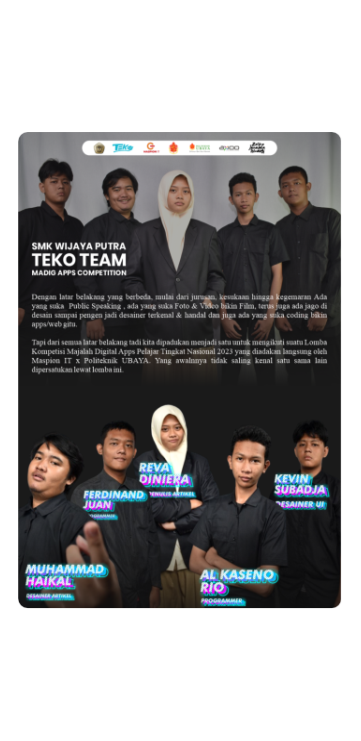 SMK WIJAYA PUTRA
TEKO TEAM
MADIG APPS COMPETITION
Dengan latar belakang yang berbeda, mulai dari jurusan, kesukaan hingga kegemaran Ada
yang suka Public Speaking , ada yang suka Foto & Video bikin Film, terus juga ada jago di
desain sampai pengen jadi desainer terkenal & handal dan juga ada yang suka coding bikin
apps/web gitu.
Tapi dari semua latar belakang tadi kita dipadukan menjadi satu untuk mengikuti suatu Lomba
Kompetisi Majalah Digital Apps Pelajar Tingkat Nasional 2023 yang diadakan langsung oleh
Maspion IT x Politeknik UBAYA. Yang awalnnya tidak saling kenal satu sama lain
dipersatukan lewat lomba ini.
REVA
DINIERA
PENULIS ARTIKEL
FERDINAND
JUAN
PROGRAMMER
KEVIN
SUBADJA
DESAINER UI
MUHAMMAD
HAIKAL
DESAINER ARTIKEL
AL KASENO
RIO
PROGRAMMER